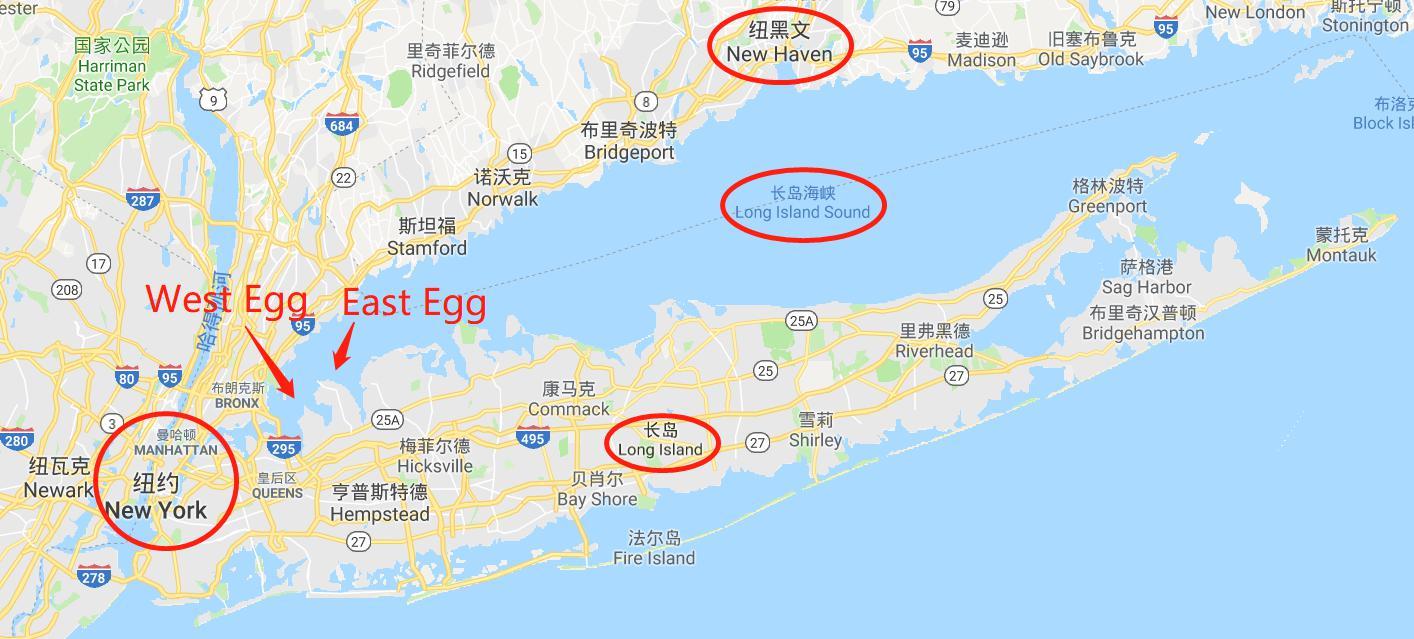 ester
国家公园
Harriman
State Park
里奇菲尔德
Ridgefield
纽黑文
New Haven
79
95
麦迪逊
Madison
旧塞布鲁克
Old Saybrook
95
New London
斯托宁顿
Stonington
9
684
8
布里奇波特
Bridgeport
布洛克
Block Isl
15
22
诺沃克
Norwalk
287
长岛海峡
Long Island Sound
格林波特
Greenport
斯坦福
Stamford
蒙托克
Montauk
17
208
萨格港
Sag Harbor
West Egg
East Egg
哈得孙河
95
25
25A
布里奇汉普顿
Bridgehampton
里弗黑德
Riverhead
80
95
布朗克斯
BRONX
25
27
康马克
Commack
3
25A
曼哈顿
MANHATTAN
280
295
梅菲尔德
Hicksville
495
长岛
Long Island
27
雪莉
Shirley
纽瓦克
Newark
纽约
New York
皇后区
QUEENS
亨普斯特德
Hempstead
贝肖尔
Bay Shore
27
法尔岛
Fire Island
278